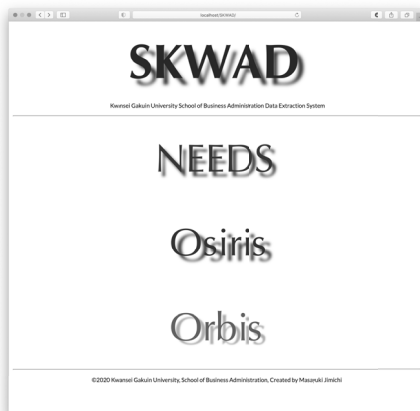 localhost/SKWAD/
SKWAD
Kwansei Gakuin University School of Business Administration Data Extraction System
NEEDS
Osiris
Orbis
©2020 Kwansei Gakuin University, School of Business Administration, Created by Masayuki Jimichi